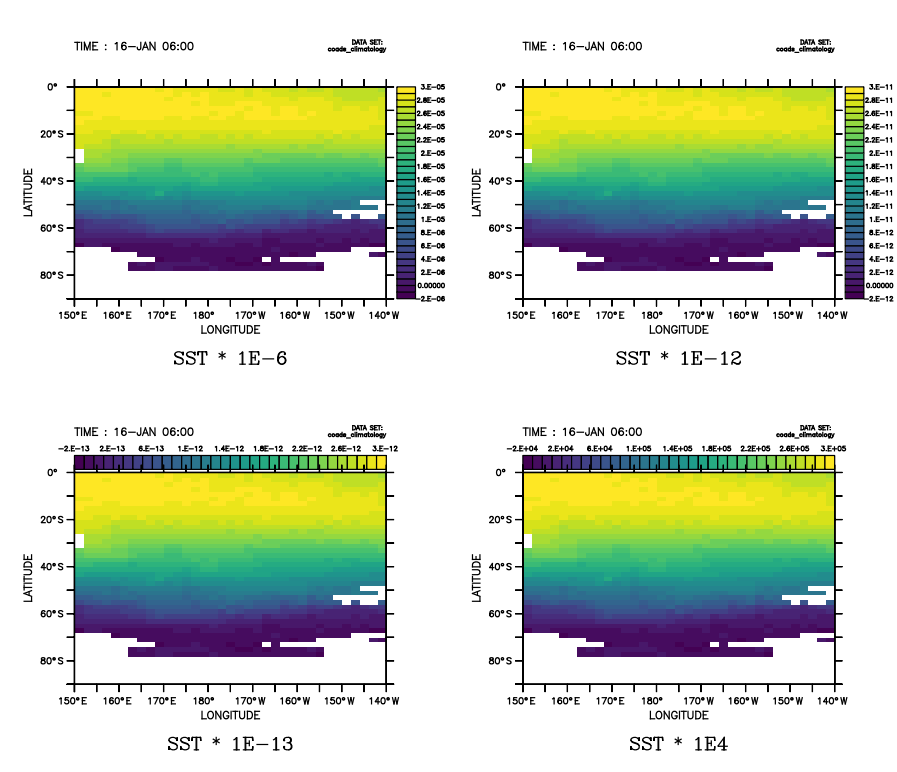 TIME : 16-JAN 06:00
DATA SET:
coads_climatology
0°
20°S
40°S
60°S
80°S
LATITUDE
150°E 160°E 170°E 180° 170°W 160°W 150°W 140°W
LONGITUDE
3.E-05
2.8E-05
2.6E-05
2.4E-05
2.2E-05
2.E-05
1.8E-05
1.6E-05
1.4E-05
1.2E-05
1.E-05
8.E-06
6.E-06
4.E-06
2.E-06
0.00000
-2.E-06
SST * 1E-6
TIME : 16-JAN 06:00
DATA SET:
coads_climatology
0°
20°S
40°S
60°S
80°S
LATITUDE
150°E 160°E 170°E 180° 170°W 160°W 150°W 140°W
LONGITUDE
3.E-11
2.8E-11
2.6E-11
2.4E-11
2.2E-11
2.E-11
1.8E-11
1.6E-11
1.4E-11
1.2E-11
1.E-11
8.E-12
6.E-12
4.E-12
2.E-12
0.00000
-2.E-12
SST * 1E-12
TIME : 16-JAN 06:00
DATA SET:
coads_climatology
-2.E-13 2.E-13 6.E-13 1.E-12 1.4E-12 1.8E-12 2.2E-12 2.6E-12 3.E-12
0°
20°S
40°S
60°S
80°S
LATITUDE
150°E 160°E 170°E 180° 170°W 160°W 150°W 140°W
LONGITUDE
SST * 1E-13
TIME : 16-JAN 06:00
DATA SET:
coads_climatology
-2.E+04 2.E+04 6.E+04 1.E+05 1.4E+05 1.8E+05 2.2E+05 2.6E+05 3.E+05
0°
20°S
40°S
60°S
80°S
LATITUDE
150°E 160°E 170°E 180° 170°W 160°W 150°W 140°W
LONGITUDE
SST * 1E4